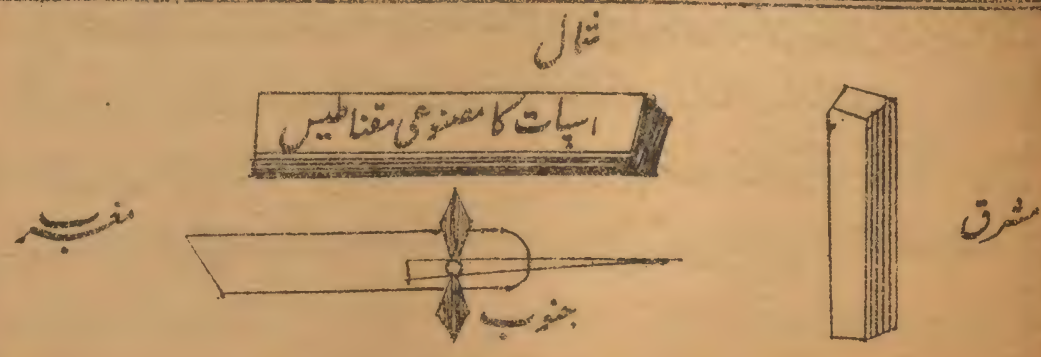 شمال
اسپات کا مصنوعی مقناطیس
مشرق
مغرب
جنوب